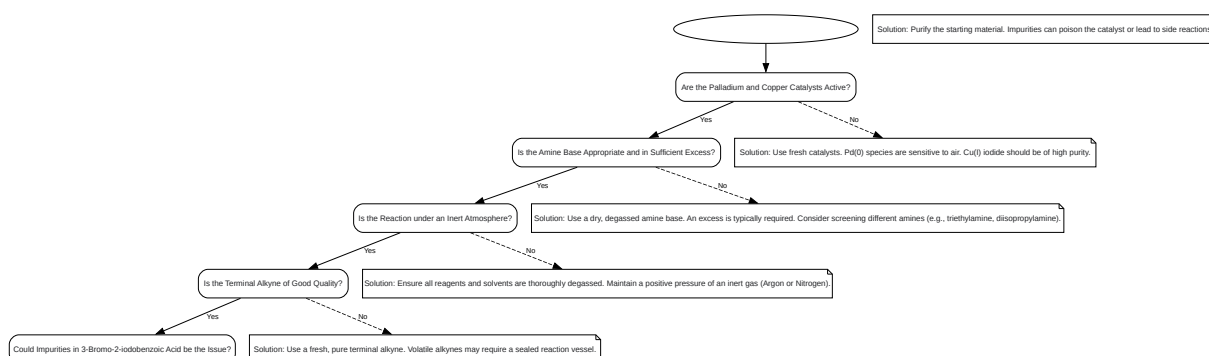 Solution: Purify the starting material. Impurities can poison the catalyst or lead to side reactions
Are the Palladium and Copper Catalysts Active?
Yes
No
Is the Amine Base Appropriate and in Sufficient Excess?
Solution: Use fresh catalysts. Pd(0) species are sensitive to air. Cu(I) iodide should be of high purity.
Yes
No
Is the Reaction under an Inert Atmosphere?
Solution: Use a dry, degassed amine base. An excess is typically required. Consider screening different amines (e.g., triethylamine, diisopropylamine).
Yes
No
Is the Terminal Alkyne of Good Quality?
Solution: Ensure all reagents and solvents are thoroughly degassed. Maintain a positive pressure of an inert gas (Argon or Nitrogen).
Yes
No
Could Impurities in 3-Bromo-2-iodobenzoic Acid be the Issue?
Solution: Use a fresh, pure terminal alkyne. Volatile alkynes may require a sealed reaction vessel.